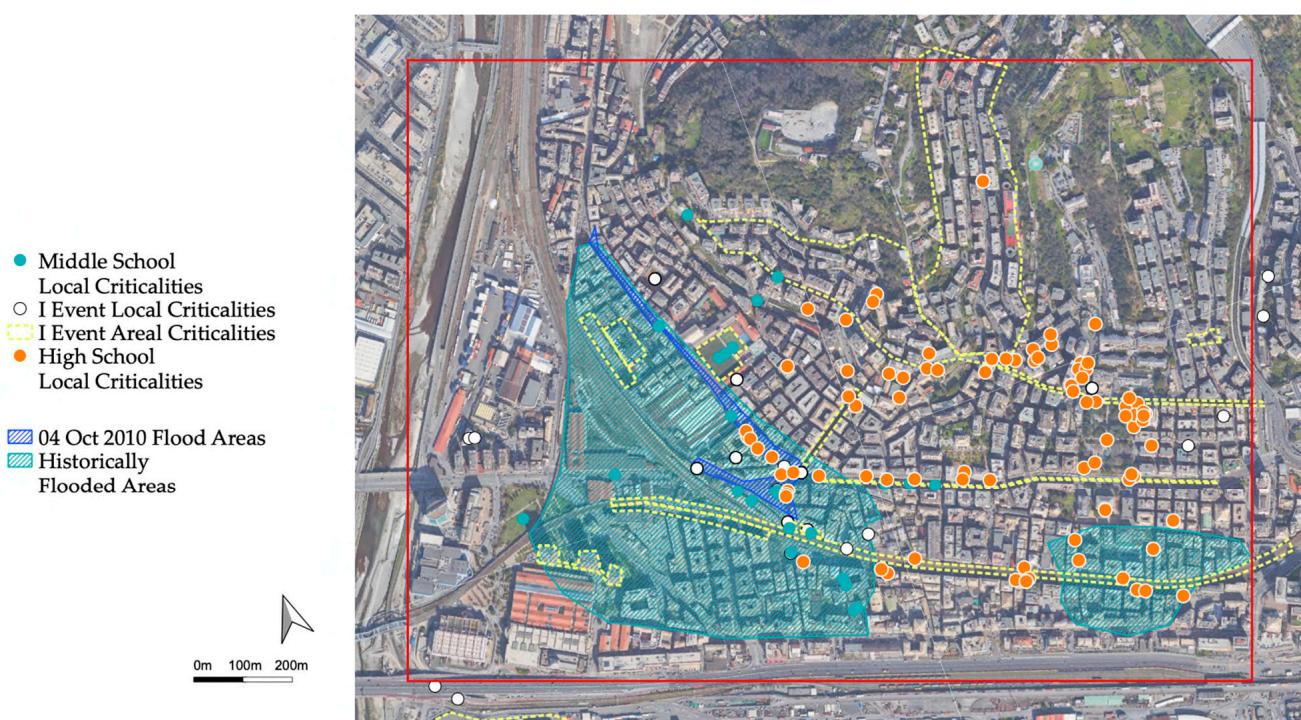 Middle School
Local Criticalities
I Event Local Criticalities
I Event Areal Criticalities
High School
Local Criticalities
04 Oct 2010 Flood Areas
Historically
Flooded Areas
0m 100m 200m